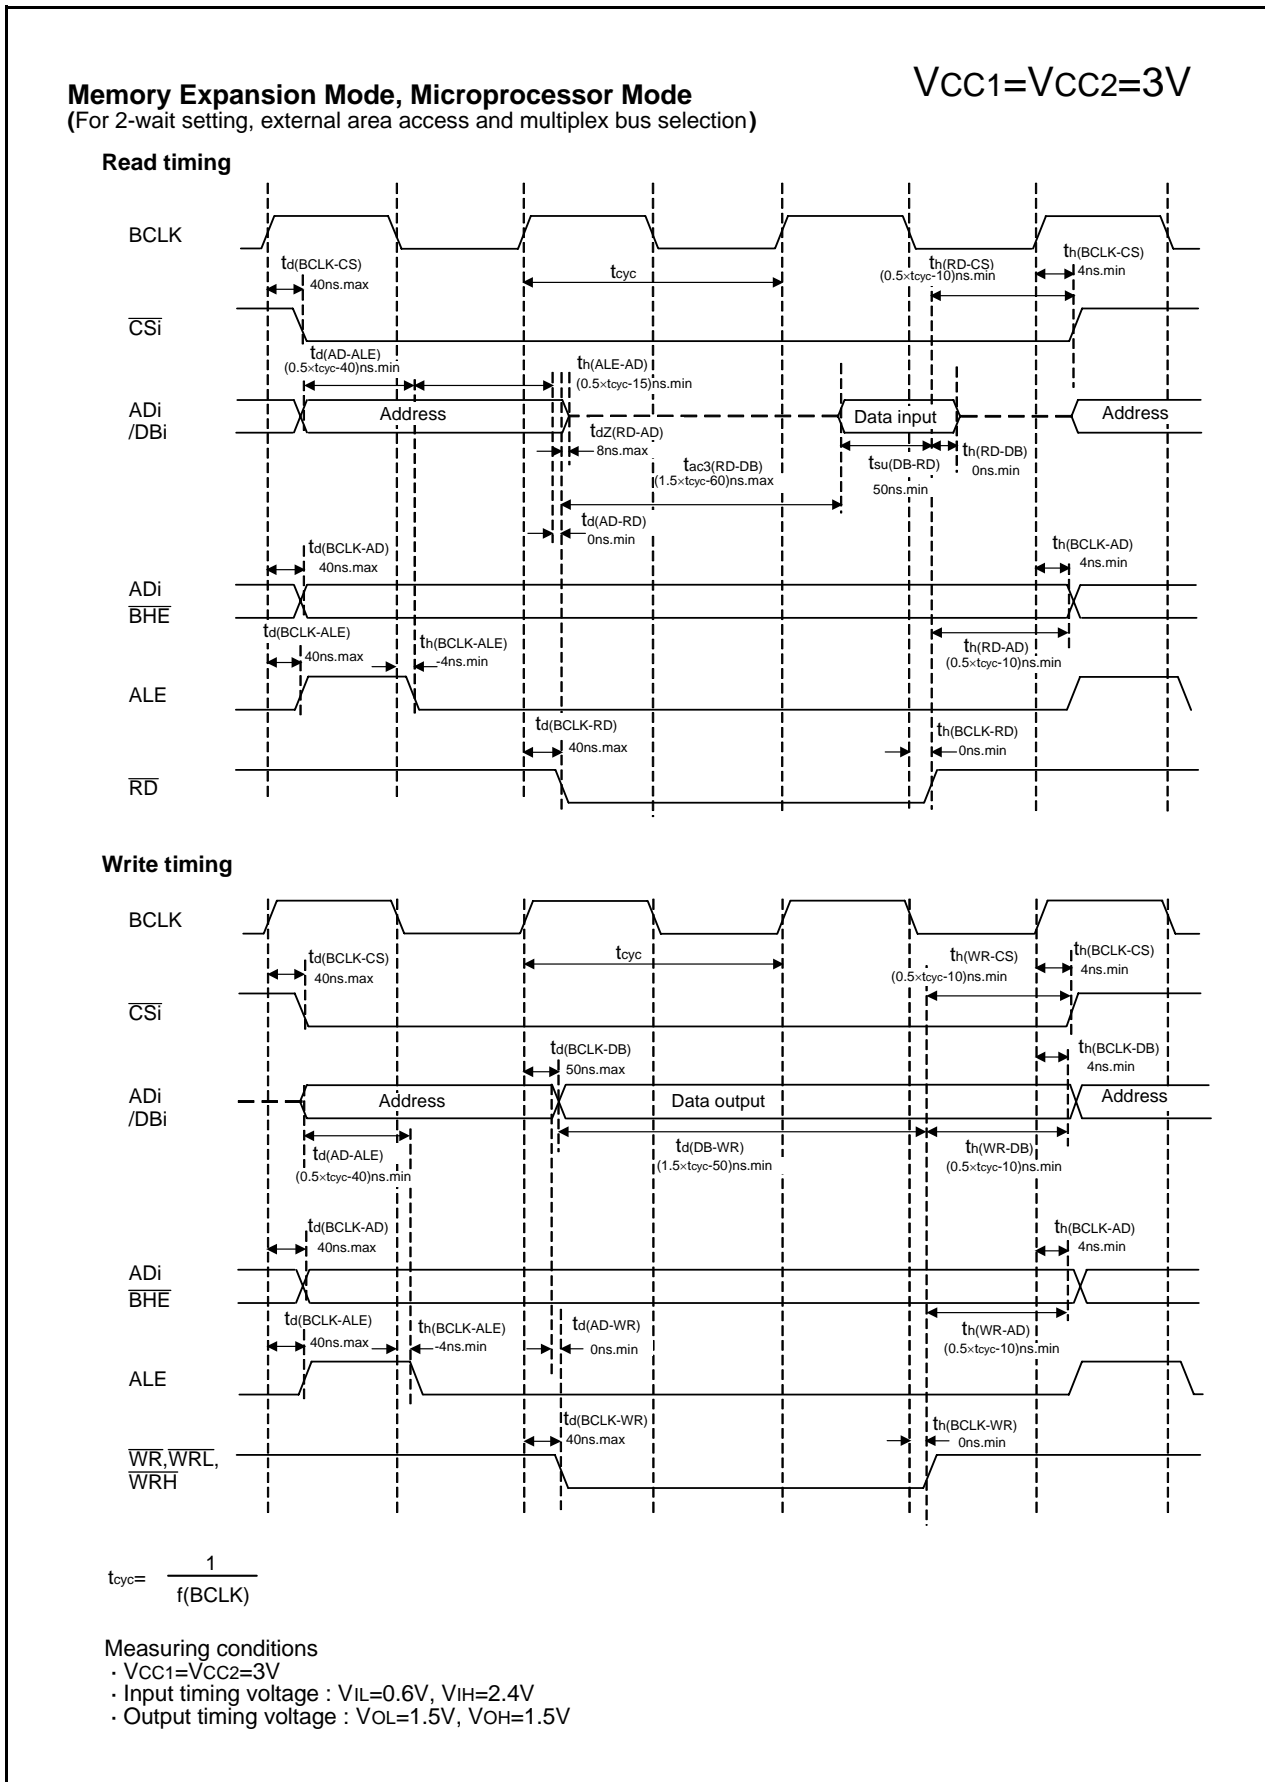 VCC1=VCC2=3V
Memory Expansion Mode, Microprocessor Mode
(For 2-wait setting, external area access and multiplex bus selection)
Read timing
BCLK
td(BCLK-CS)
40ns.max
tcyc
th(RD-CS)
(0.5×tcyc-10)ns.min
th(BCLK-CS)
4ns.min
CSi
td(AD-ALE)
(0.5×tcyc-40)ns.min
th(ALE-AD)
(0.5×tcyc-15)ns.min
ADi
/DBi
Address
Data input
Address
tdZ(RD-AD)
8ns.max
tac3(RD-DB)
(1.5×tcyc-60)ns.max
tsu(DB-RD)
50ns.min
th(RD-DB)
0ns.min
td(AD-RD)
0ns.min
td(BCLK-AD)
40ns.max
th(BCLK-AD)
4ns.min
ADi
BHE
td(BCLK-ALE)
40ns.max
th(BCLK-ALE)
-4ns.min
th(RD-AD)
(0.5×tcyc-10)ns.min
ALE
td(BCLK-RD)
40ns.max
th(BCLK-RD)
0ns.min
RD
Write timing
BCLK
td(BCLK-CS)
40ns.max
tcyc
th(WR-CS)
(0.5×tcyc-10)ns.min
th(BCLK-CS)
4ns.min
CSi
td(BCLK-DB)
50ns.max
th(BCLK-DB)
4ns.min
ADi
/DBi
Address
Data output
Address
td(AD-ALE)
(0.5×tcyc-40)ns.min
td(DB-WR)
(1.5×tcyc-50)ns.min
th(WR-DB)
(0.5×tcyc-10)ns.min
td(BCLK-AD)
40ns.max
th(BCLK-AD)
4ns.min
ADi
BHE
td(BCLK-ALE)
40ns.max
th(BCLK-ALE)
-4ns.min
td(AD-WR)
0ns.min
th(WR-AD)
(0.5×tcyc-10)ns.min
ALE
td(BCLK-WR)
40ns.max
th(BCLK-WR)
0ns.min
WR,WRL,
WRH
tcyc=
1
f(BCLK)
Measuring conditions
· VCC1=VCC2=3V
· Input timing voltage : VIL=0.6V, VIH=2.4V
· Output timing voltage : VOL=1.5V, VOH=1.5V